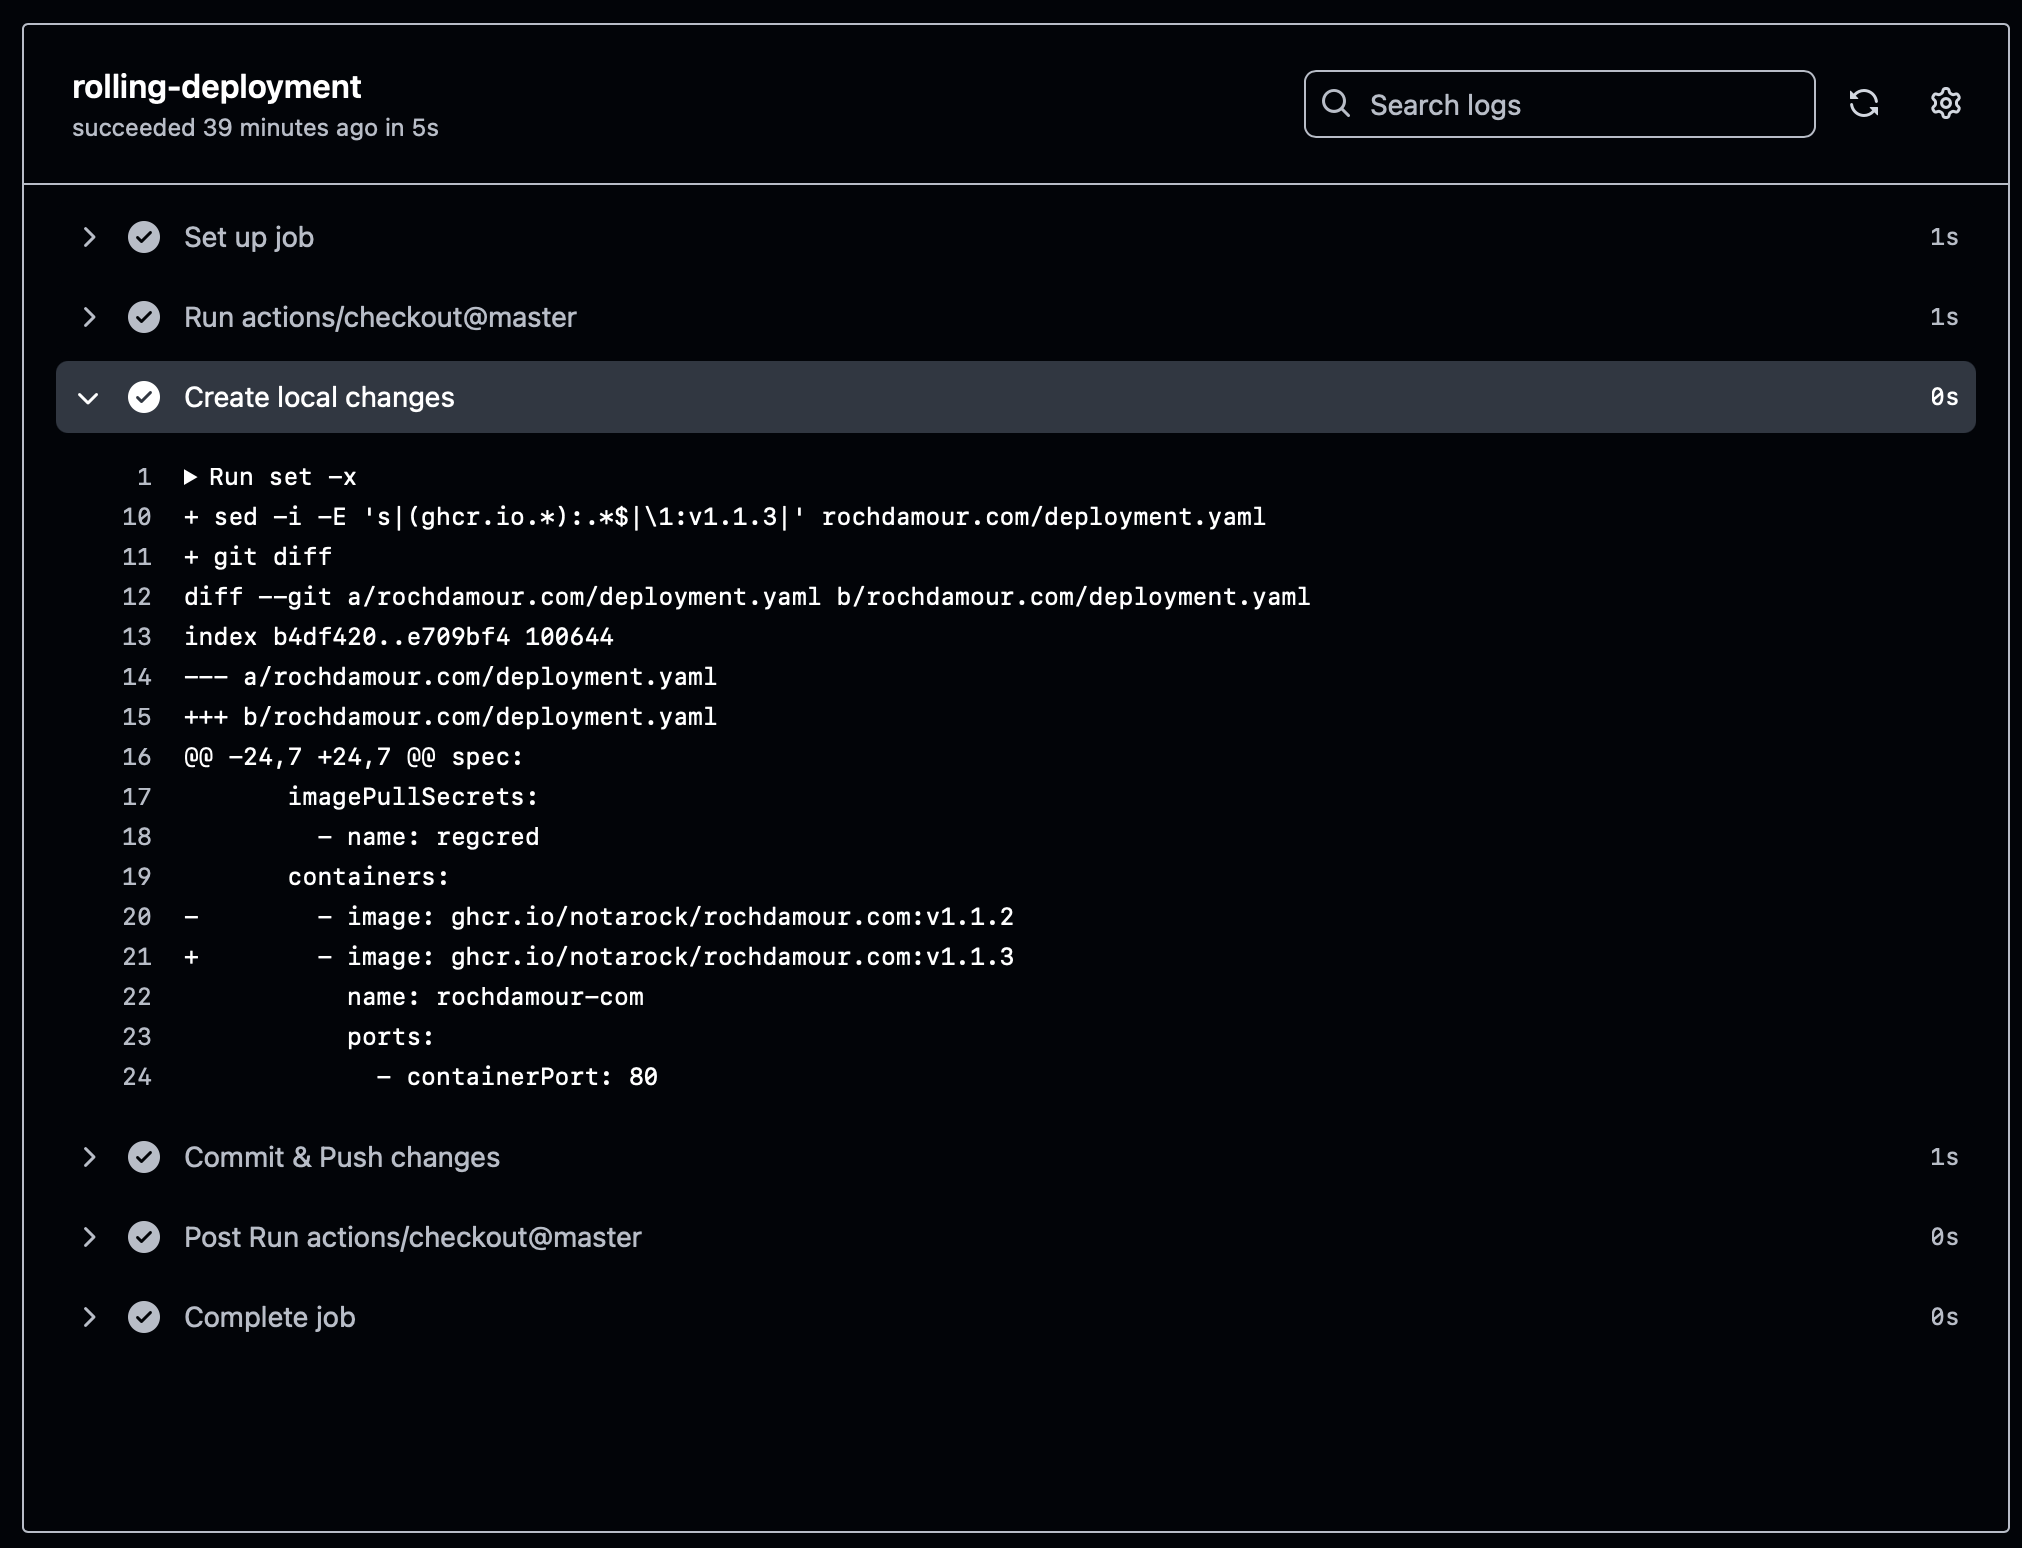 rolling-deployment
succeeded 39 minutes ago in 5s
Search logs
Set up job 1s
Run actions/checkout@master 1s
Create local changes 0s
1 Run set -x
10 + sed -i -E 's|(ghcr.io.*):.*$|\1:v1.1.3|' rochdamour.com/deployment.yaml
11 + git diff
12 diff --git a/rochdamour.com/deployment.yaml b/rochdamour.com/deployment.yaml
13 index b4df420..e709bf4 100644
14 --- a/rochdamour.com/deployment.yaml
15 +++ b/rochdamour.com/deployment.yaml
16 @@ -24,7 +24,7 @@ spec:
17        imagePullSecrets:
18          - name: regcred
19        containers:
20 -        - image: ghcr.io/notarock/rochdamour.com:v1.1.2
21 +        - image: ghcr.io/notarock/rochdamour.com:v1.1.3
22            name: rochdamour-com
23            ports:
24              - containerPort: 80
Commit & Push changes 1s
Post Run actions/checkout@master 0s
Complete job 0s